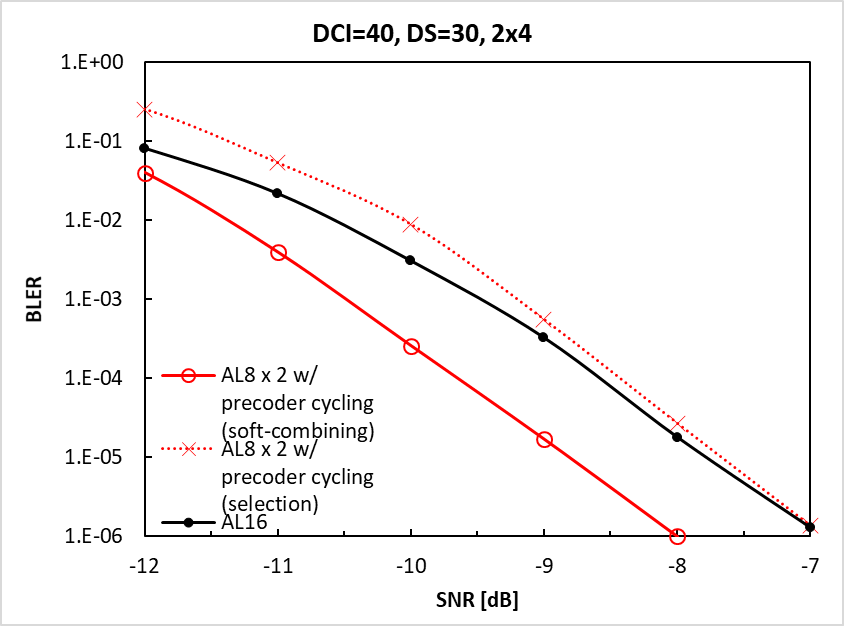 DCI=40, DS=30, 2x4
1.E+00
1.E-01
1.E-02
1.E-03
1.E-04
1.E-05
1.E-06
BLER
AL8 x 2 w/
precoder cycling
(soft-combining)
AL8 x 2 w/
precoder cycling
(selection)
AL16
-12 -11 -10 -9 -8 -7
SNR [dB]